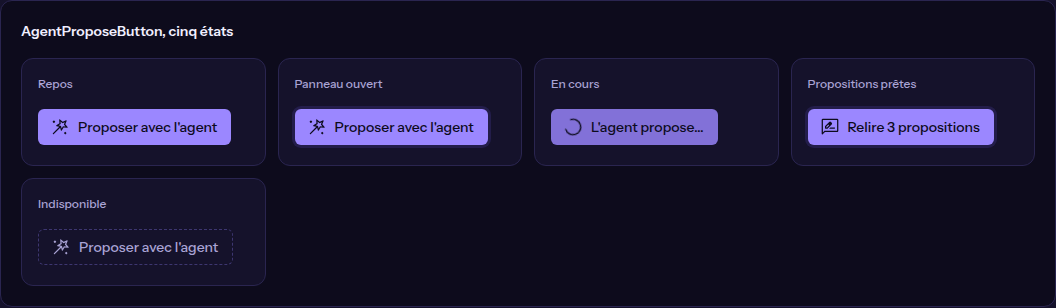 AgentProposeButton, cinq états
Repos
Proposer avec l'agent
Panneau ouvert
Proposer avec l'agent
En cours
L'agent propose...
Propositions prêtes
Relire 3 propositions
Indisponible
Proposer avec l'agent